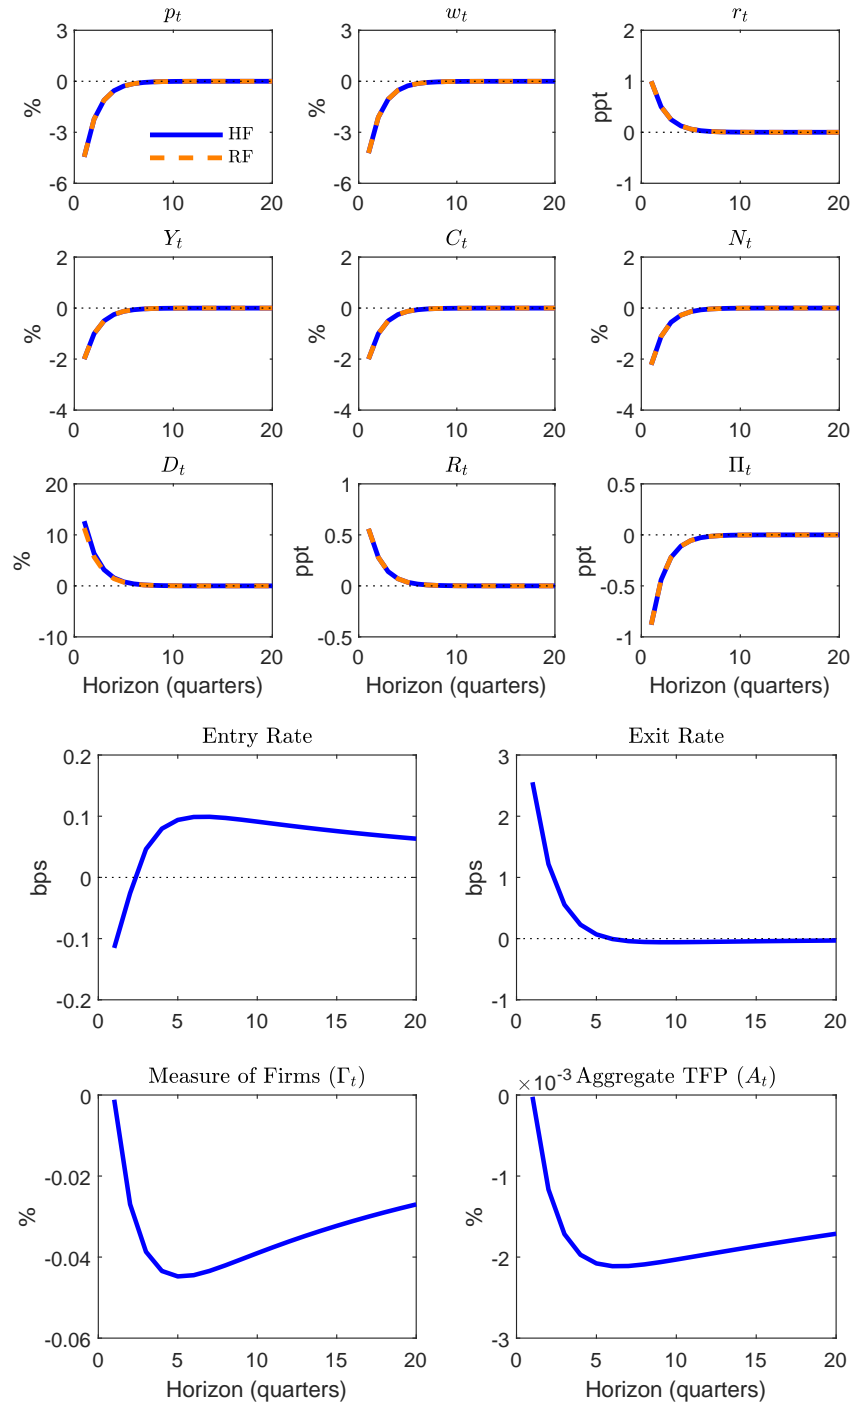 p_t
w_t
r_t
3
0
-3
-6
%
0 10 20
HF
RF
3
0
-3
-6
%
0 10 20
2
1
0
-1
ppt
0 10 20
Y_t
C_t
N_t
2
0
-2
-4
%
0 10 20
2
0
-2
-4
%
0 10 20
2
0
-2
-4
%
0 10 20
D_t
R_t
Π_t
20
10
0
-10
%
0 10 20
Horizon (quarters)
1
0.5
0
-0.5
ppt
0 10 20
Horizon (quarters)
0.5
0
-0.5
-1
ppt
0 10 20
Horizon (quarters)
Entry Rate
0.2
0.1
0
-0.1
-0.2
bps
0 5 10 15 20
Exit Rate
3
2
1
0
-1
bps
0 5 10 15 20
Measure of Firms (Γ_t)
0
-0.02
-0.04
-0.06
%
0 5 10 15 20
Horizon (quarters)
×10⁻³ Aggregate TFP (A_t)
0
-1
-2
-3
%
0 5 10 15 20
Horizon (quarters)